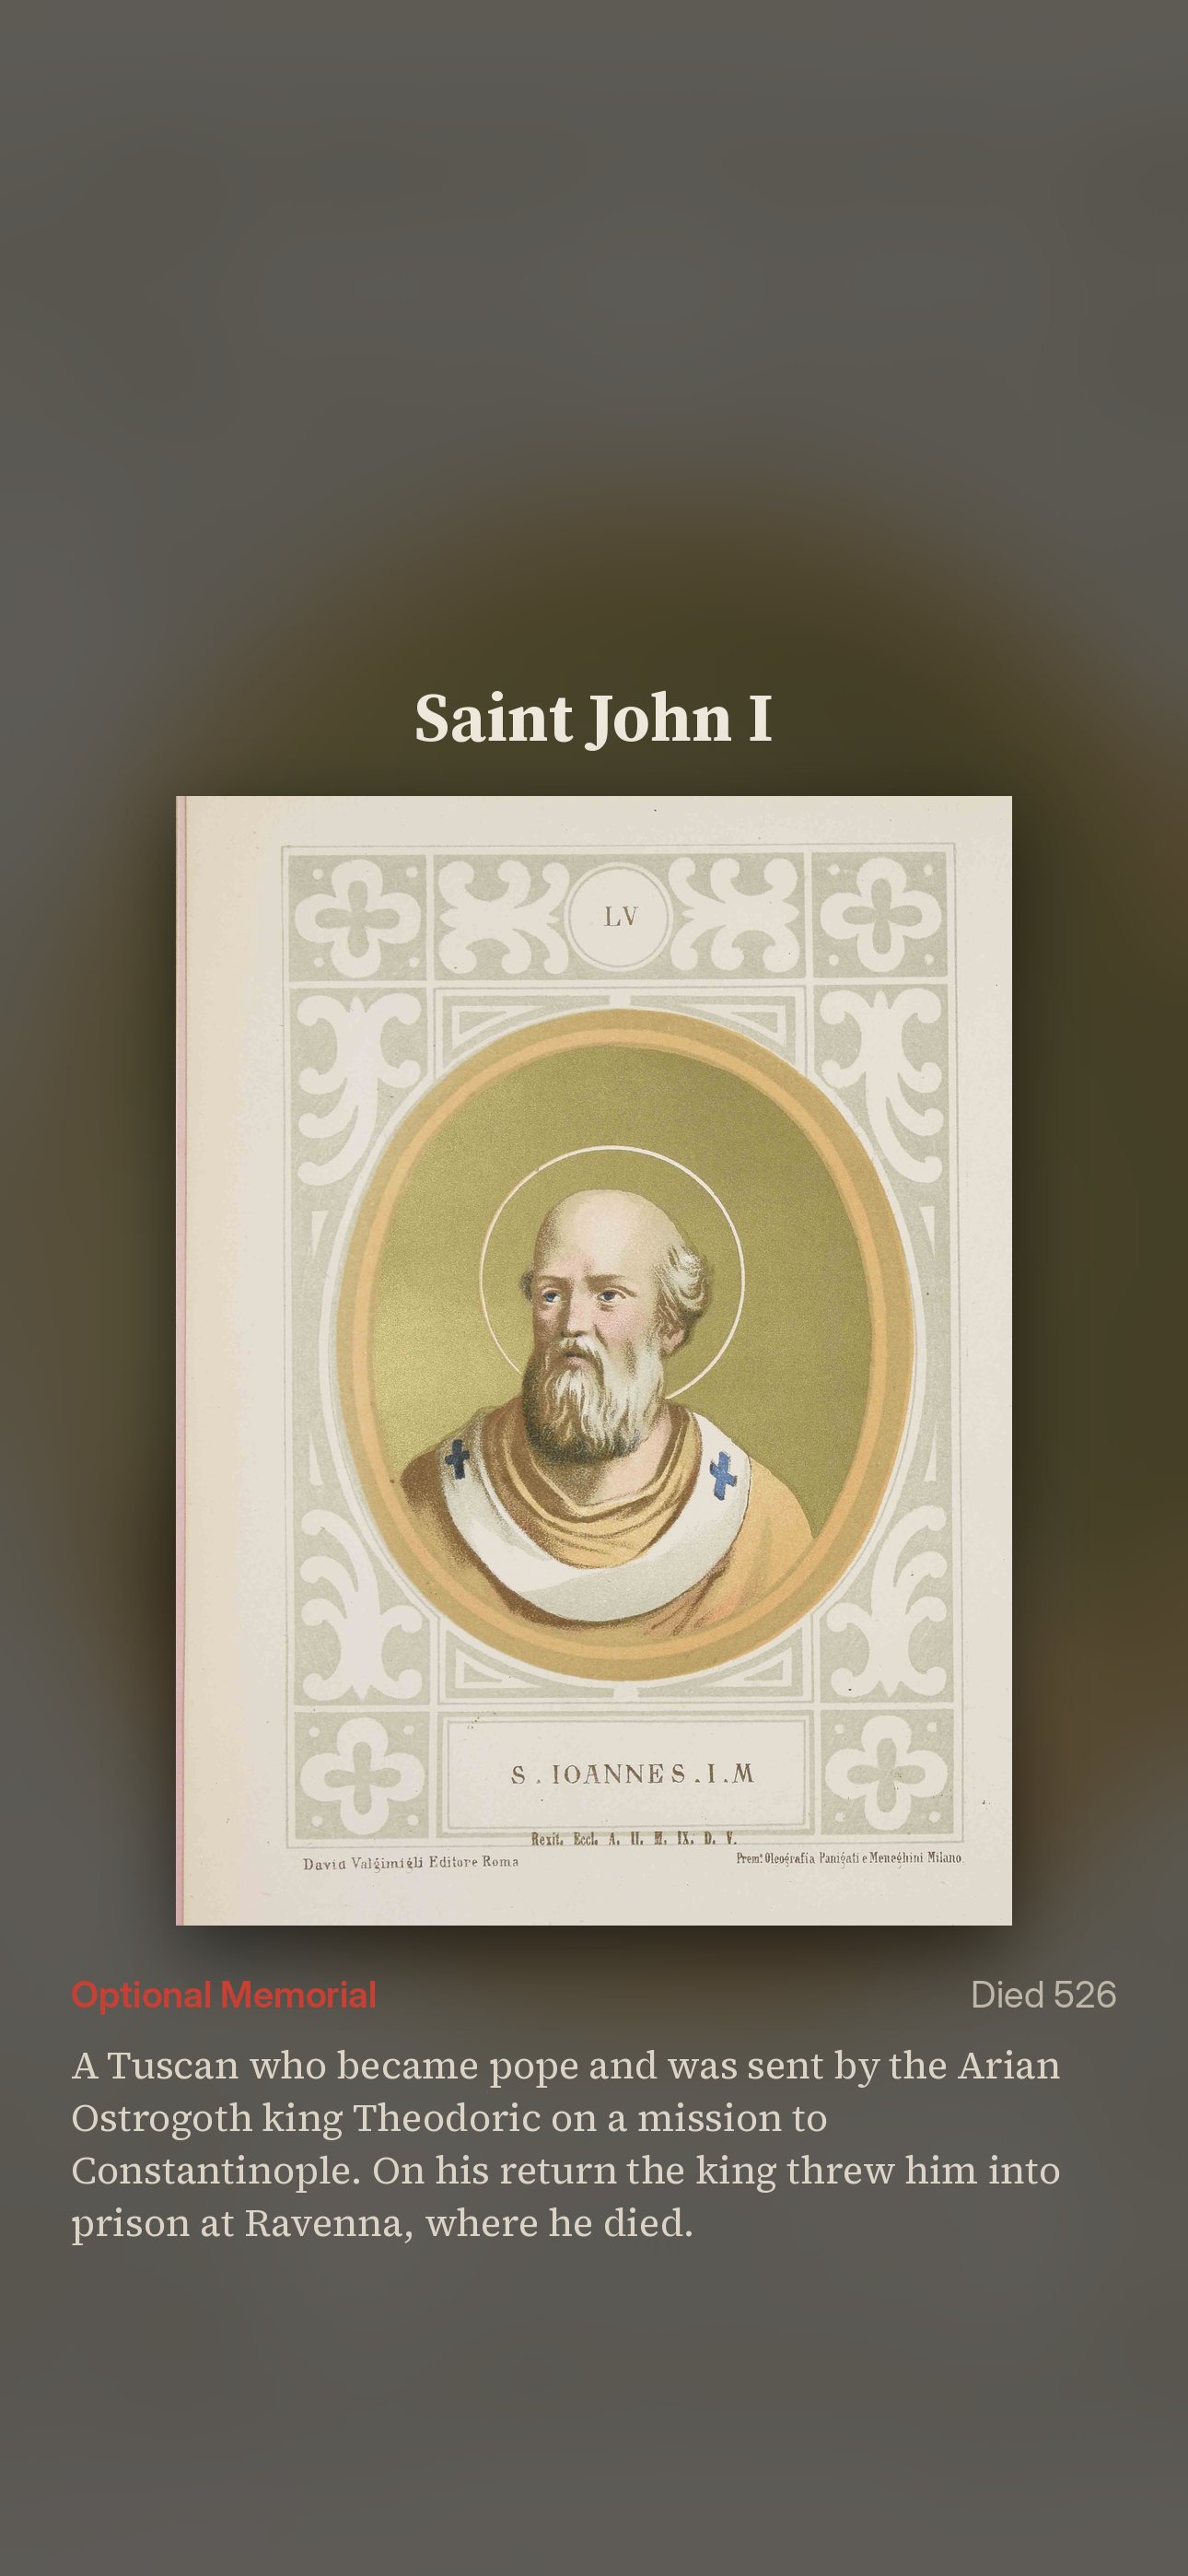 Saint John I
LV
S. IOANNES. I. M
Rexit. Eccl. A. II. M. IX. D. V.
David Valgimigli Editore Roma
Prem. Oleografia Panigati e Meneghini Milano.
Optional Memorial
Died 526
A Tuscan who became pope and was sent by the Arian
Ostrogoth king Theodoric on a mission to
Constantinople. On his return the king threw him into
prison at Ravenna, where he died.